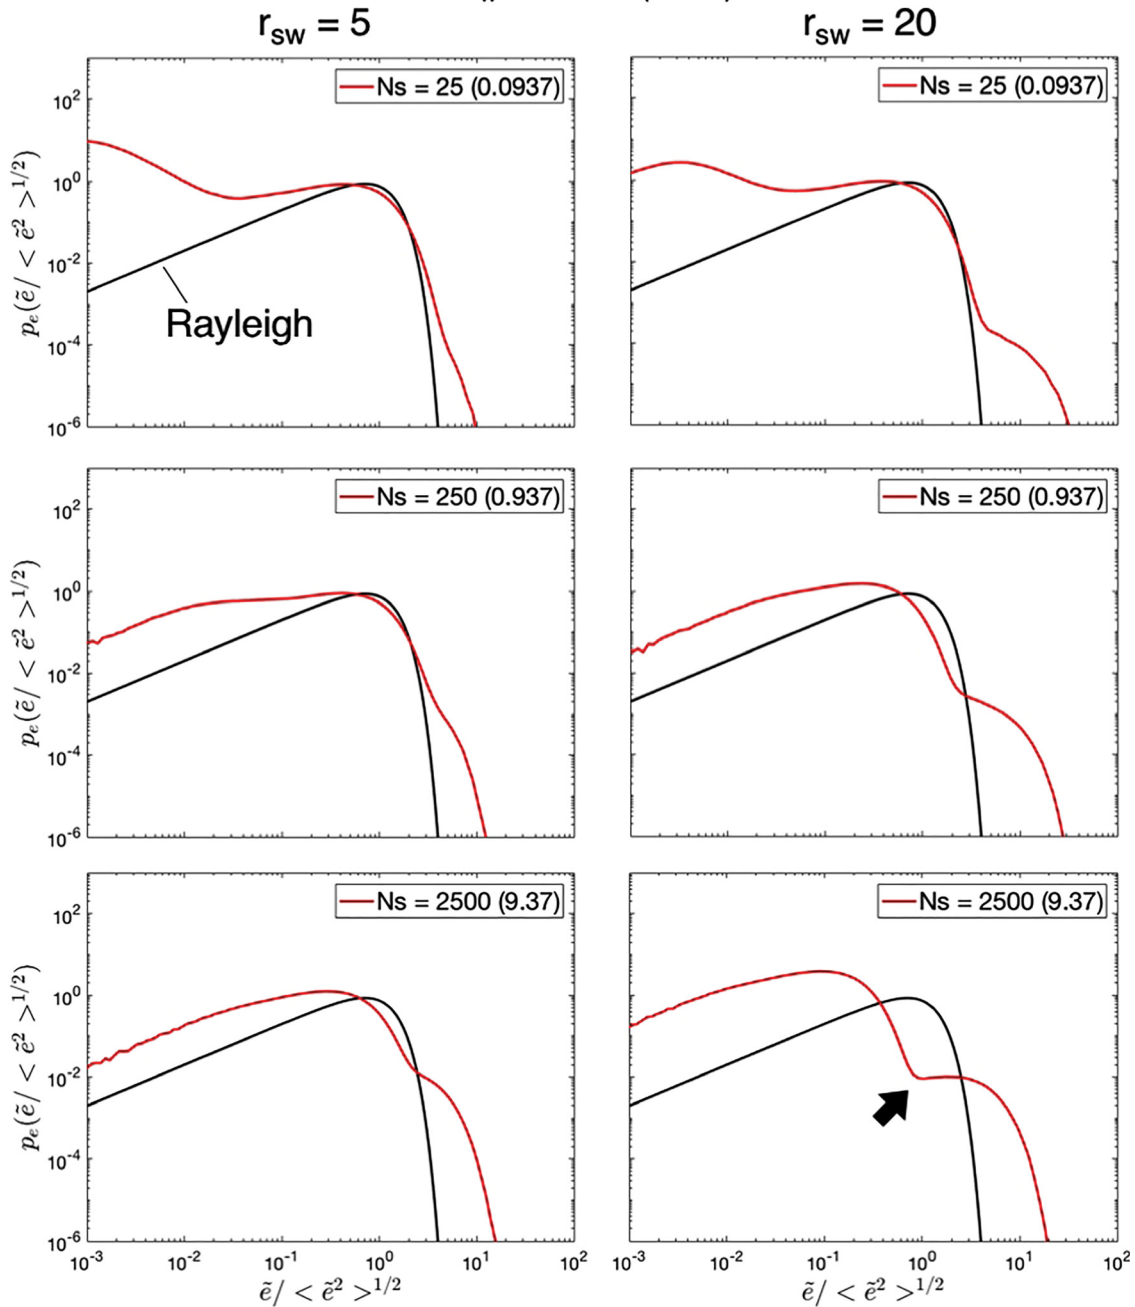 r_sw = 5
r_sw = 20
Ns = 25 (0.0937)
Ns = 25 (0.0937)
10^2
10^0
10^-2
10^-4
10^-6
p_e(ẽ/ < ẽ^2 >^1/2)
Rayleigh
Ns = 250 (0.937)
Ns = 250 (0.937)
10^2
10^0
10^-2
10^-4
10^-6
p_e(ẽ/ < ẽ^2 >^1/2)
Ns = 2500 (9.37)
Ns = 2500 (9.37)
10^2
10^0
10^-2
10^-4
10^-6
p_e(ẽ/ < ẽ^2 >^1/2)
10^-3 10^-2 10^-1 10^0 10^1 10^2
10^-3 10^-2 10^-1 10^0 10^1 10^2
ẽ/ < ẽ^2 >^1/2
ẽ/ < ẽ^2 >^1/2